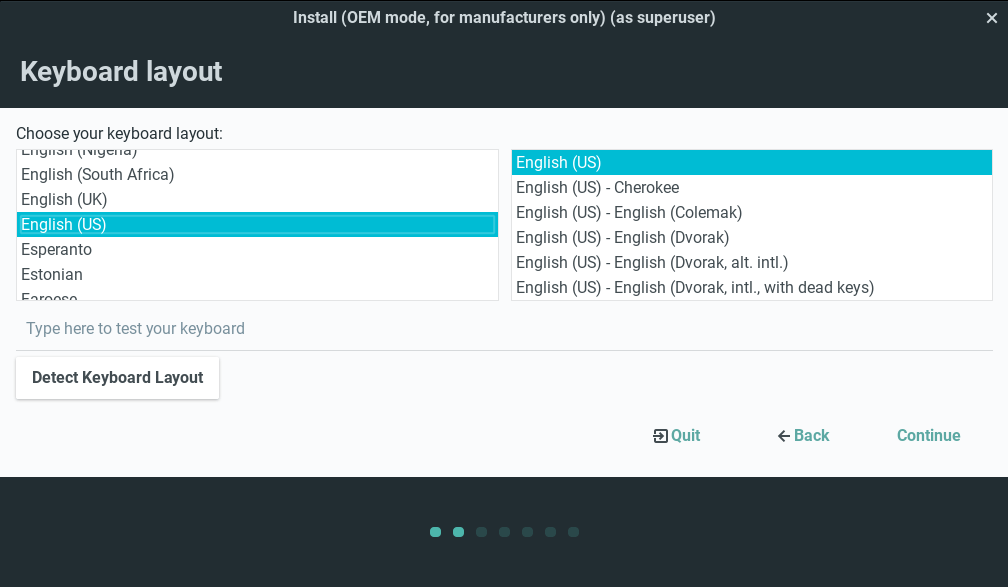 Install (OEM mode, for manufacturers only) (as superuser)
Keyboard layout
Choose your keyboard layout:
English (Nigeria)
English (South Africa)
English (UK)
English (US)
Esperanto
Estonian
Faroese
English (US)
English (US) - Cherokee
English (US) - English (Colemak)
English (US) - English (Dvorak)
English (US) - English (Dvorak, alt. intl.)
English (US) - English (Dvorak, intl., with dead keys)
Type here to test your keyboard
Detect Keyboard Layout
Quit
Back
Continue